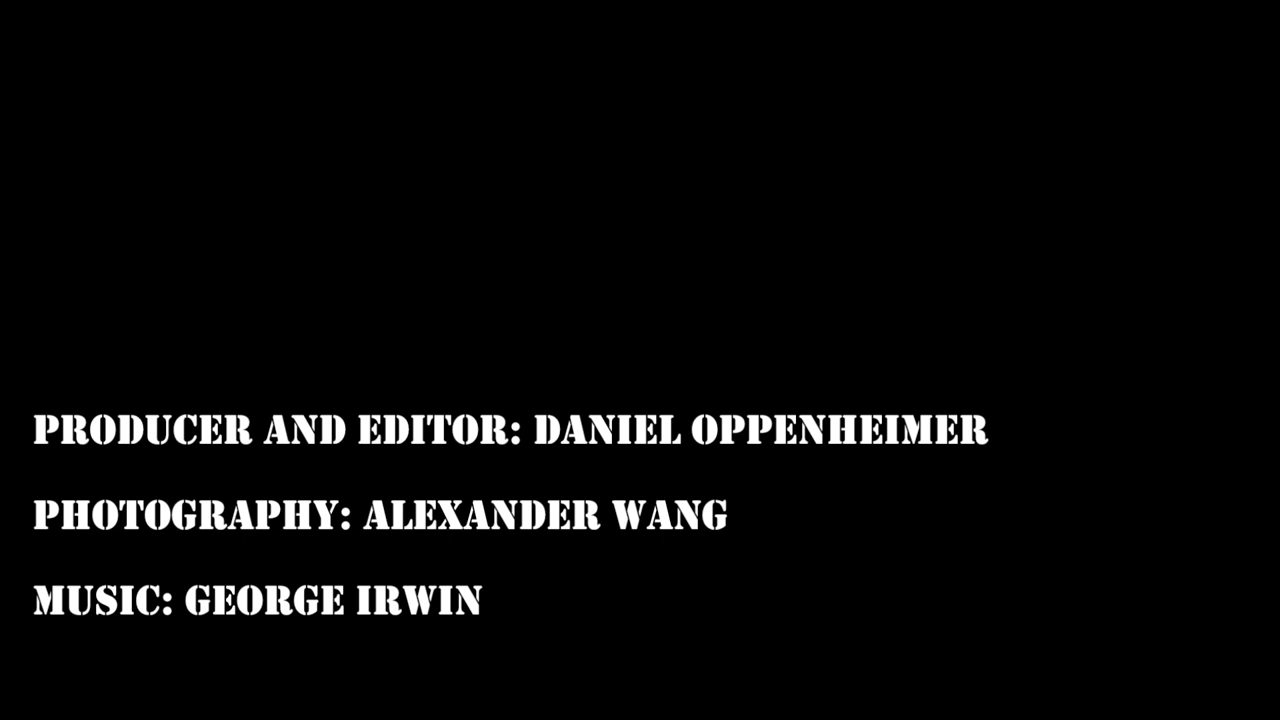 PRODUCER AND EDITOR: DANIEL OPPENHEIMER
PHOTOGRAPHY: ALEXANDER WANG
MUSIC: GEORGE IRWIN